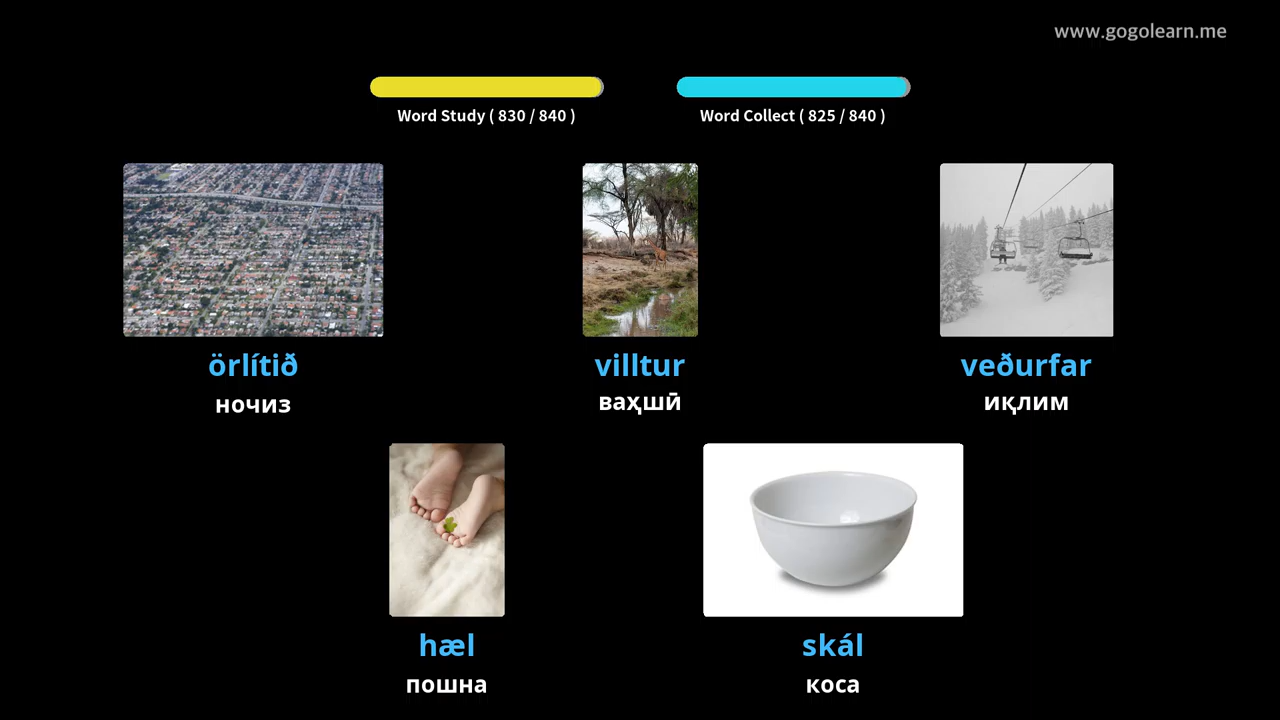 www.gogolearn.me
Word Study ( 830 / 840 )
Word Collect ( 825 / 840 )
örlítið
ночиз
villtur
ваҳшӣ
veðurfar
иқлим
hæl
пошна
skál
коса